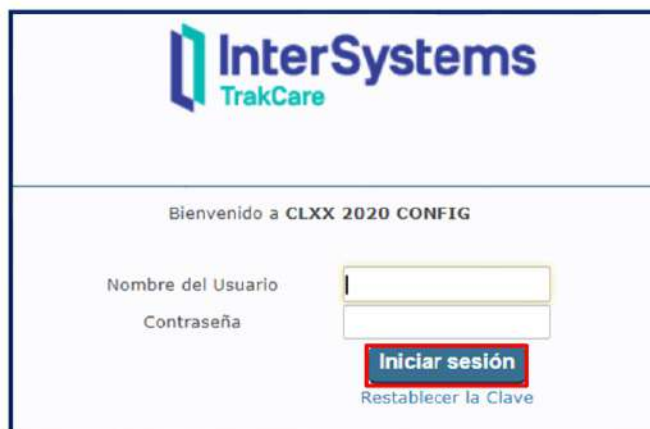 InterSystems
TrakCare
Bienvenido a CLXX 2020 CONFIG
Nombre del Usuario
Contraseña
Iniciar sesión
Restablecer la Clave